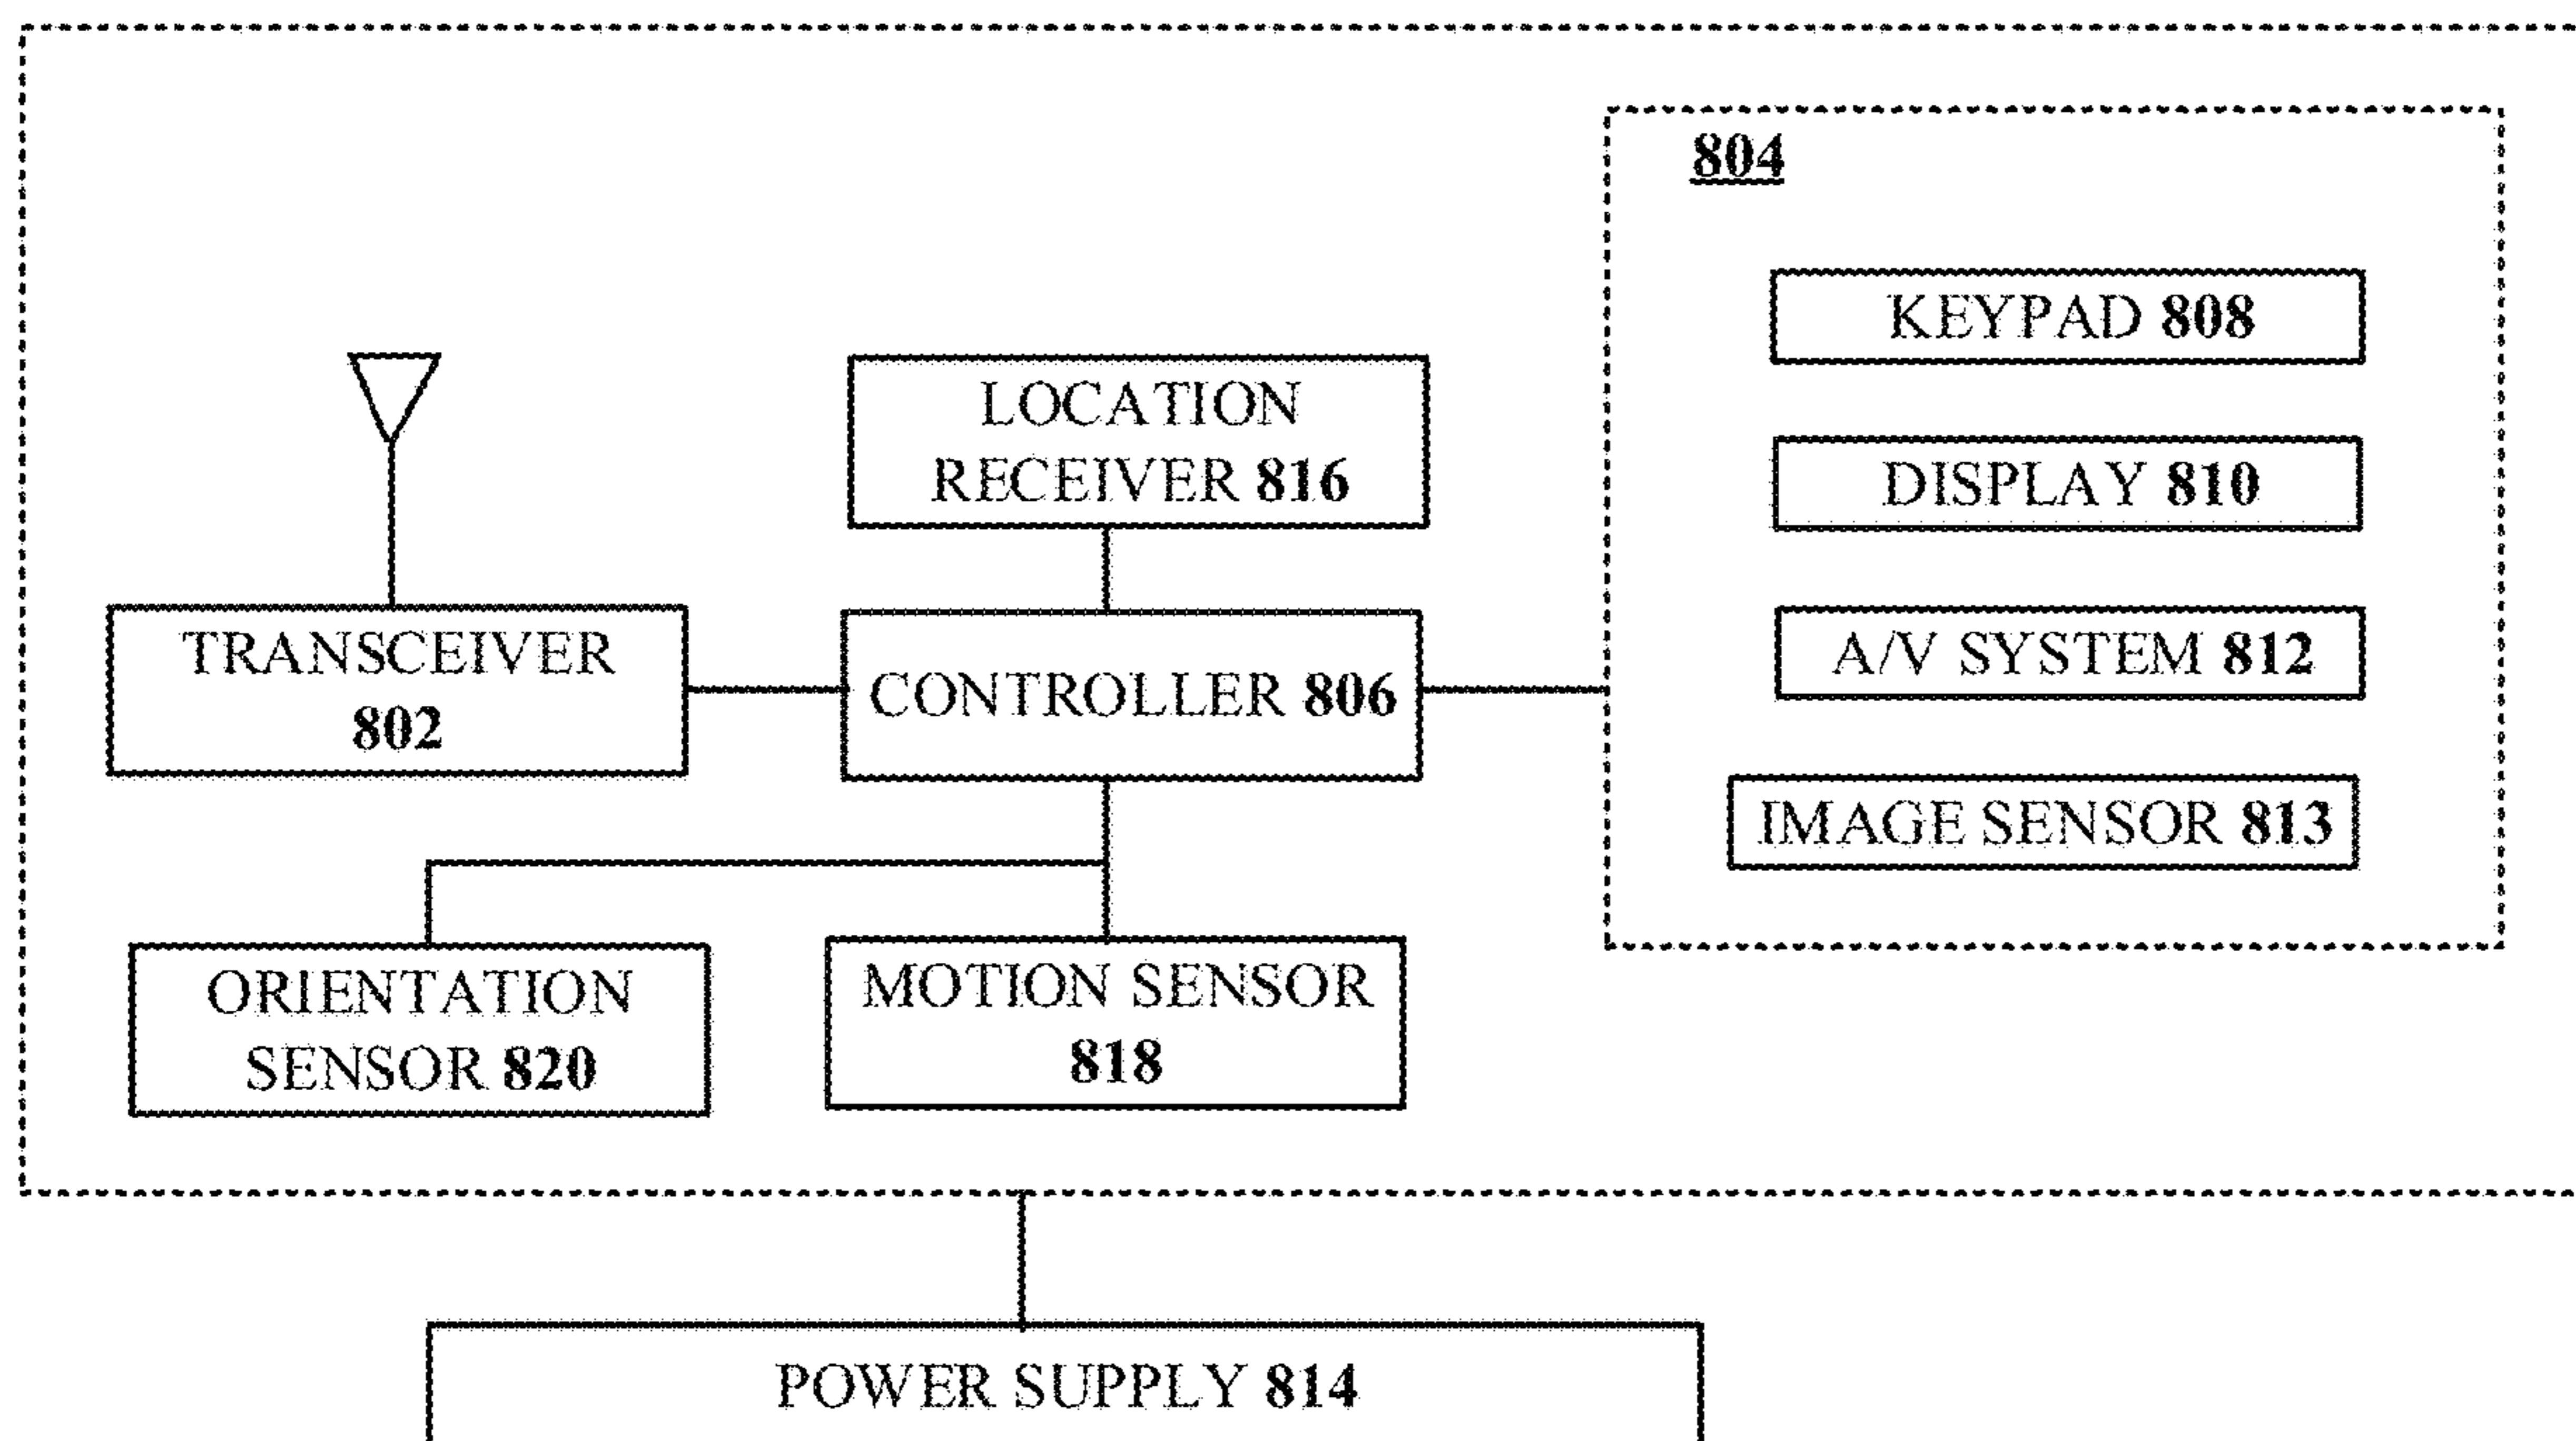 804
KEYPAD 808
LOCATION
RECEIVER 816
DISPLAY 810
TRANSCEIVER
802
CONTROLLER 806
A/V SYSTEM 812
IMAGE SENSOR 813
ORIENTATION
SENSOR 820
MOTION SENSOR
818
POWER SUPPLY 814